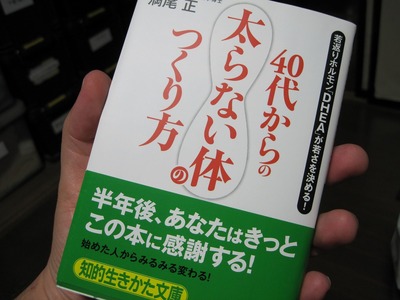 若返りホルモン「DHEA」が若さを決める!
40代からの
太らない体の
つくり方
満尾 正
半年後、あなたはきっと
この本に感謝する!
始めた人からみるみる変わる!
知的生きかた文庫